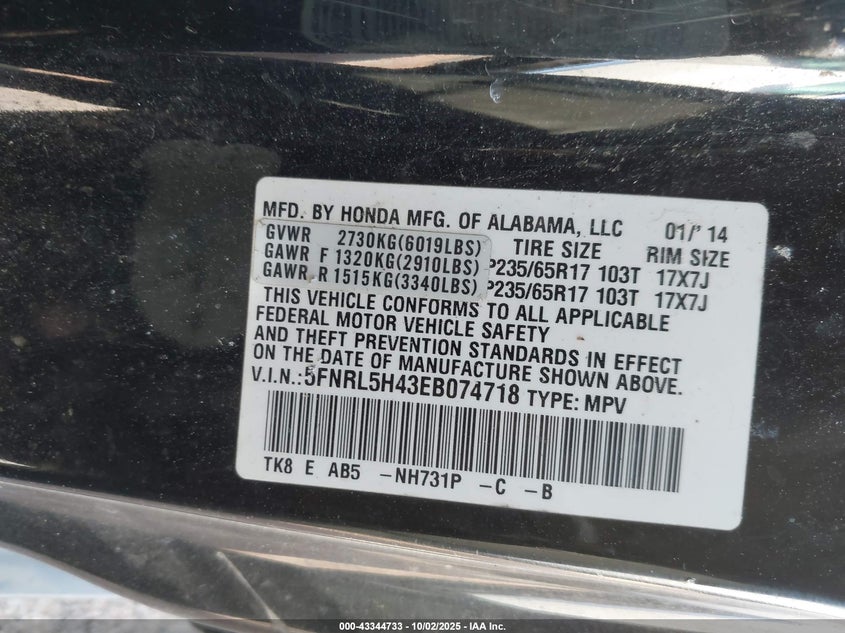 MFD. BY HONDA MFG. OF ALABAMA, LLC 01/'14
GVWR 2730KG(6019LBS) TIRE SIZE RIM SIZE
GAWR F 1320KG(2910LBS) P235/65R17 103T 17X7J
GAWR R 1515KG(3340LBS) P235/65R17 103T 17X7J
THIS VEHICLE CONFORMS TO ALL APPLICABLE
FEDERAL MOTOR VEHICLE SAFETY
AND THEFT PREVENTION STANDARDS IN EFFECT
ON THE DATE OF MANUFACTURE SHOWN ABOVE.
V.I.N.:5FNRL5H43EB074718 TYPE: MPV
TK8 E AB5 -NH731P -C -B
000-43344733 - 10/02/2025 - IAA Inc.